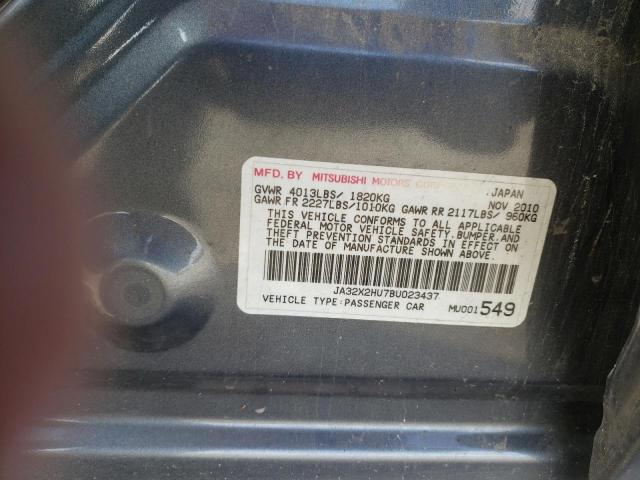 MFD. BY MITSUBISHI MOTORS CORPORATION JAPAN
GVWR 4013LBS/ 1820KG NOV 2010
GAWR FR 2227LBS/1010KG GAWR RR 2117LBS/ 960KG
THIS VEHICLE CONFORMS TO ALL APPLICABLE
FEDERAL MOTOR VEHICLE SAFETY, BUMPER, AND
THEFT PREVENTION STANDARDS IN EFFECT ON
THE DATE OF MANUFACTURE SHOWN ABOVE.
JA32X2HU7BU023437
VEHICLE TYPE:PASSENGER CAR MU001549